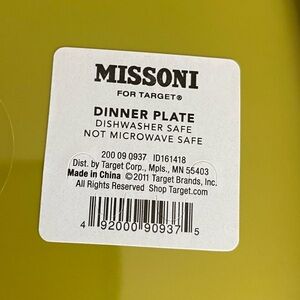 MISSONI
FOR TARGET®
DINNER PLATE
DISHWASHER SAFE
NOT MICROWAVE SAFE
200 09 0937 ID161418
Dist. by Target Corp., Mpls., MN 55403
Made in China ©2011 Target Brands, Inc.
All Rights Reserved Shop Target.com
4 92000 90937 5